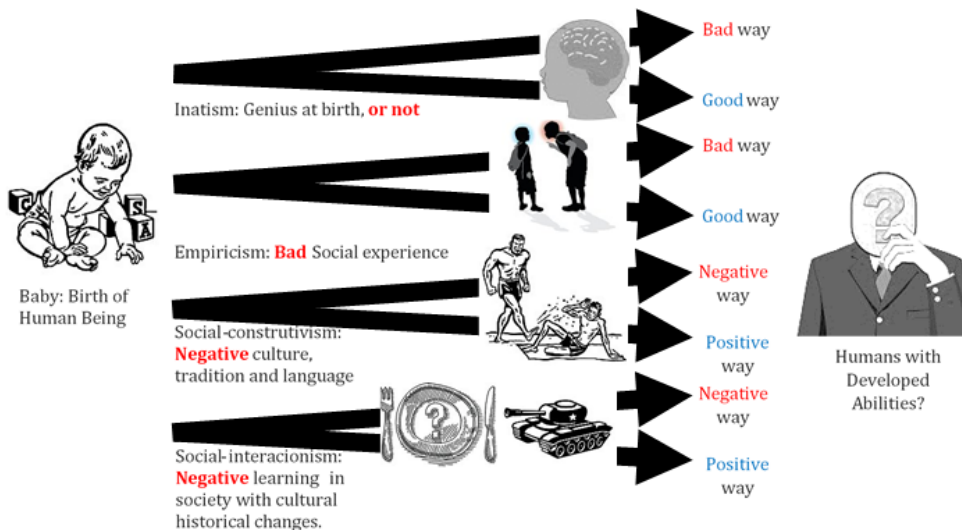 Bad way
Good way
Inatism: Genius at birth, or not
Bad way
Good way
Empiricism: Bad Social experience
Baby: Birth of
Human Being
Negative
way
Social-construtivism:
Negative culture,
tradition and language
Positive
way
Humans with
Developed
Abilities?
Negative
way
Social-interacionism:
Negative learning in
society with cultural
historical changes.
Positive
way
C
S
A
?
?